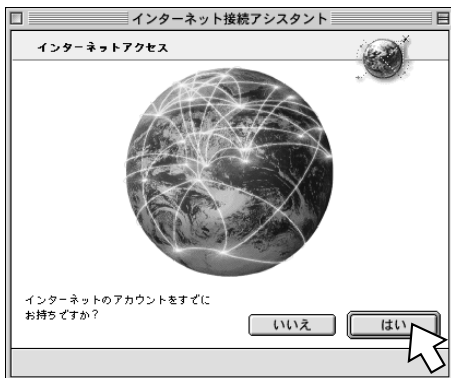 インターネット接続アシスタント
インターネットアクセス
インターネットのアカウントをすでに
お持ちですか？
いいえ
はい